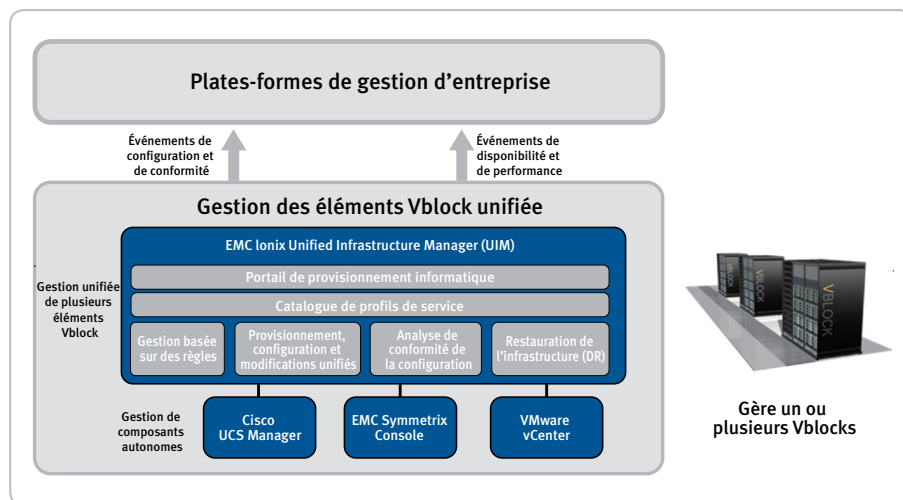 Plates-formes de gestion d'entreprise
Événements de
configuration et
de conformité
Événements de
disponibilité et
de performance
Gestion des éléments Vblock unifiée
EMC Ionix Unified Infrastructure Manager (UIM)
Portail de provisionnement informatique
Catalogue de profils de service
Gestion unifiée
de plusieurs
éléments
Vblock
Gestion basée
sur des règles
Provisionnement,
configuration et
modifications unifiés
Analyse de
conformité de
la configuration
Restauration de
l'infrastructure (DR)
Gestion de
composants
autonomes
Cisco
UCS Manager
EMC Symmetrix
Console
VMware
vCenter
VBLOCK
VBLOCK
VBLOCK
Gère un ou
plusieurs Vblocks